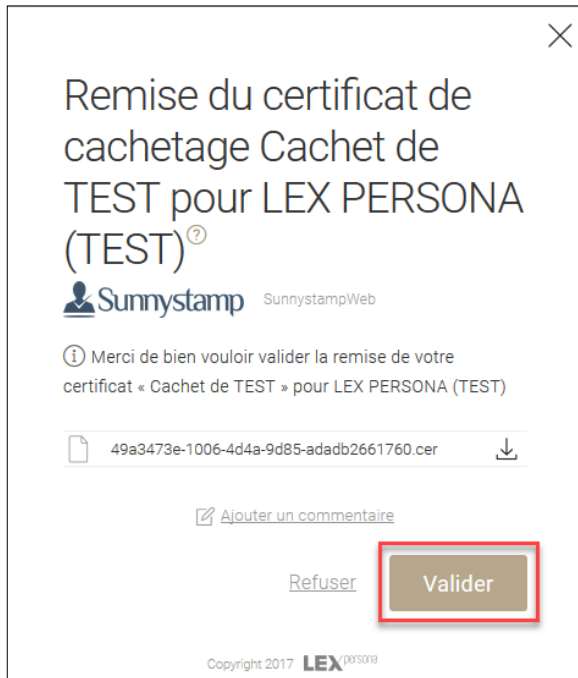 Remise du certificat de
cachetage Cachet de
TEST pour LEX PERSONA
(TEST) ?
Sunnystamp SunnystampWeb
i Merci de bien vouloir valider la remise de votre
certificat « Cachet de TEST » pour LEX PERSONA (TEST)
49a3473e-1006-4d4a-9d85-adadb2661760.cer
Ajouter un commentaire
Refuser Valider
Copyright 2017 LEX persona